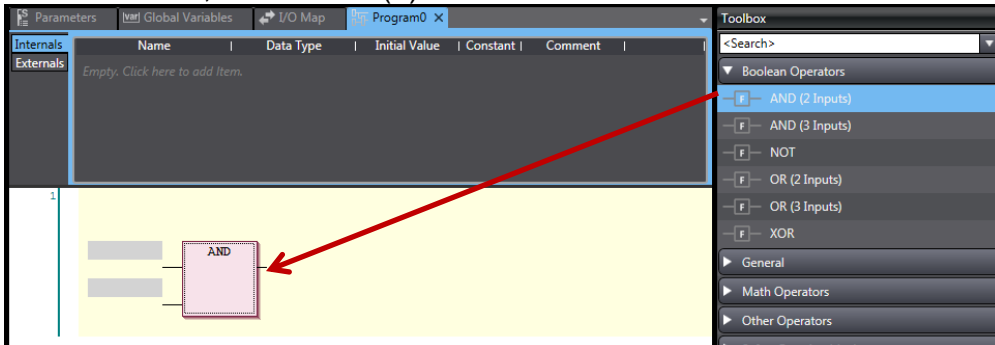 Parameters var Global Variables I/O Map Program0 X Toolbox
Internals Name Data Type Initial Value Constant Comment <Search>
Externals Empty. Click here to add Item. Boolean Operators
F AND (2 Inputs)
F AND (3 Inputs)
F NOT
F OR (2 Inputs)
1 F OR (3 Inputs)
F XOR
AND General
Math Operators
Other Operators